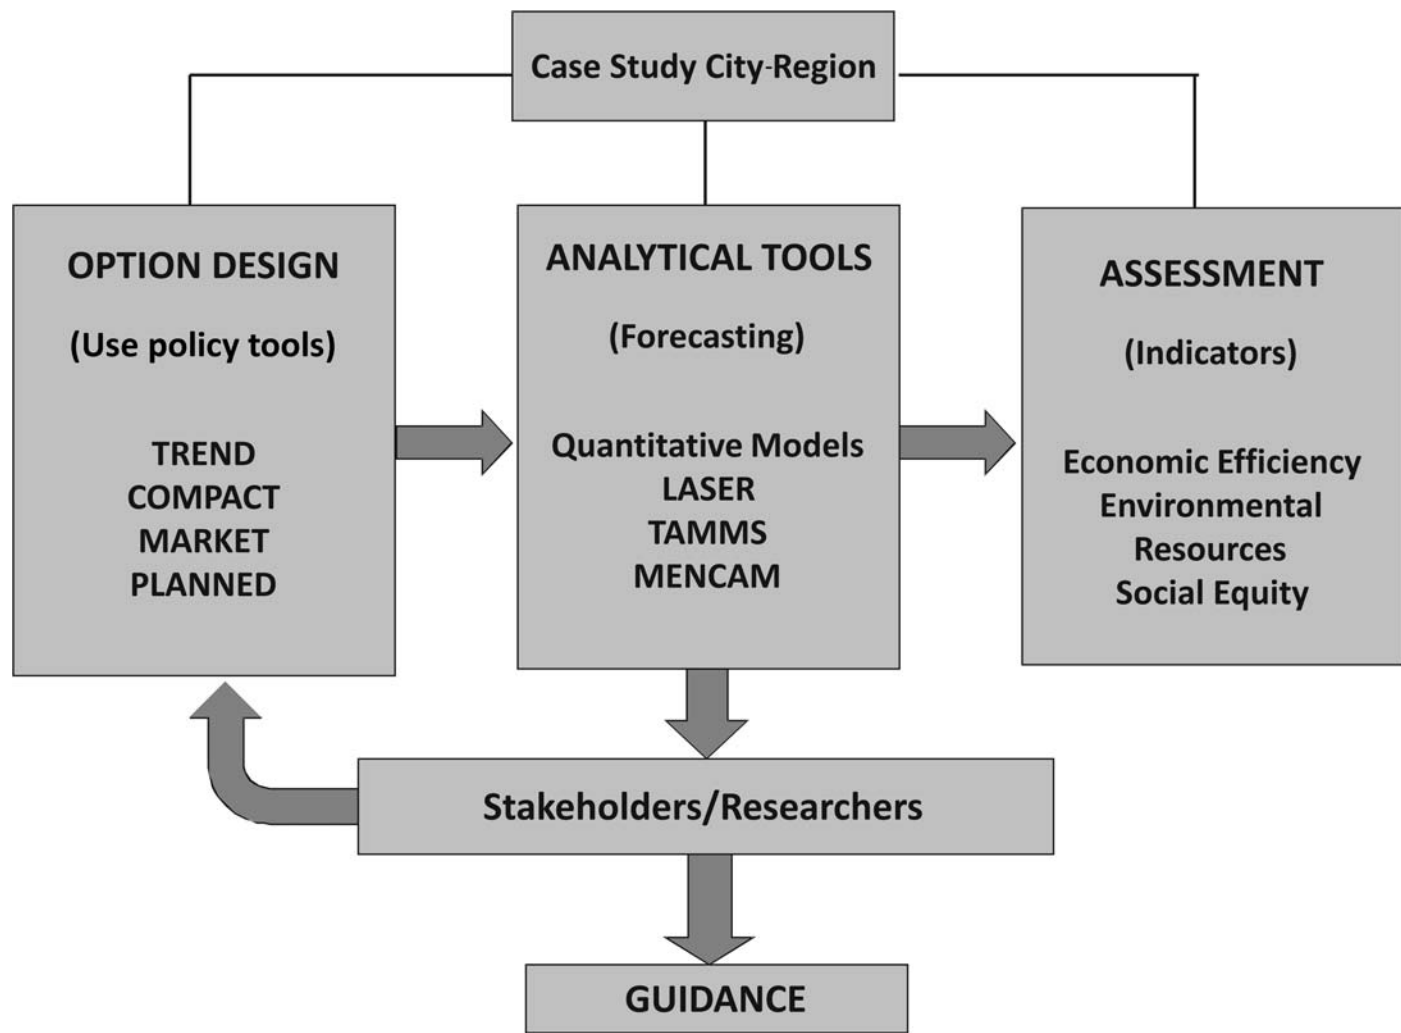 Case Study City-Region
OPTION DESIGN
(Use policy tools)
TREND
COMPACT
MARKET
PLANNED
ANALYTICAL TOOLS
(Forecasting)
Quantitative Models
LASER
TAMMS
MENCAM
ASSESSMENT
(Indicators)
Economic Efficiency
Environmental
Resources
Social Equity
Stakeholders/Researchers
GUIDANCE